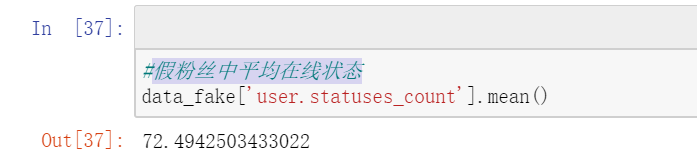 In [37]:
#假粉丝中平均在线状态
data_fake['user.statuses_count'].mean()
Out[37]: 72.4942503433022